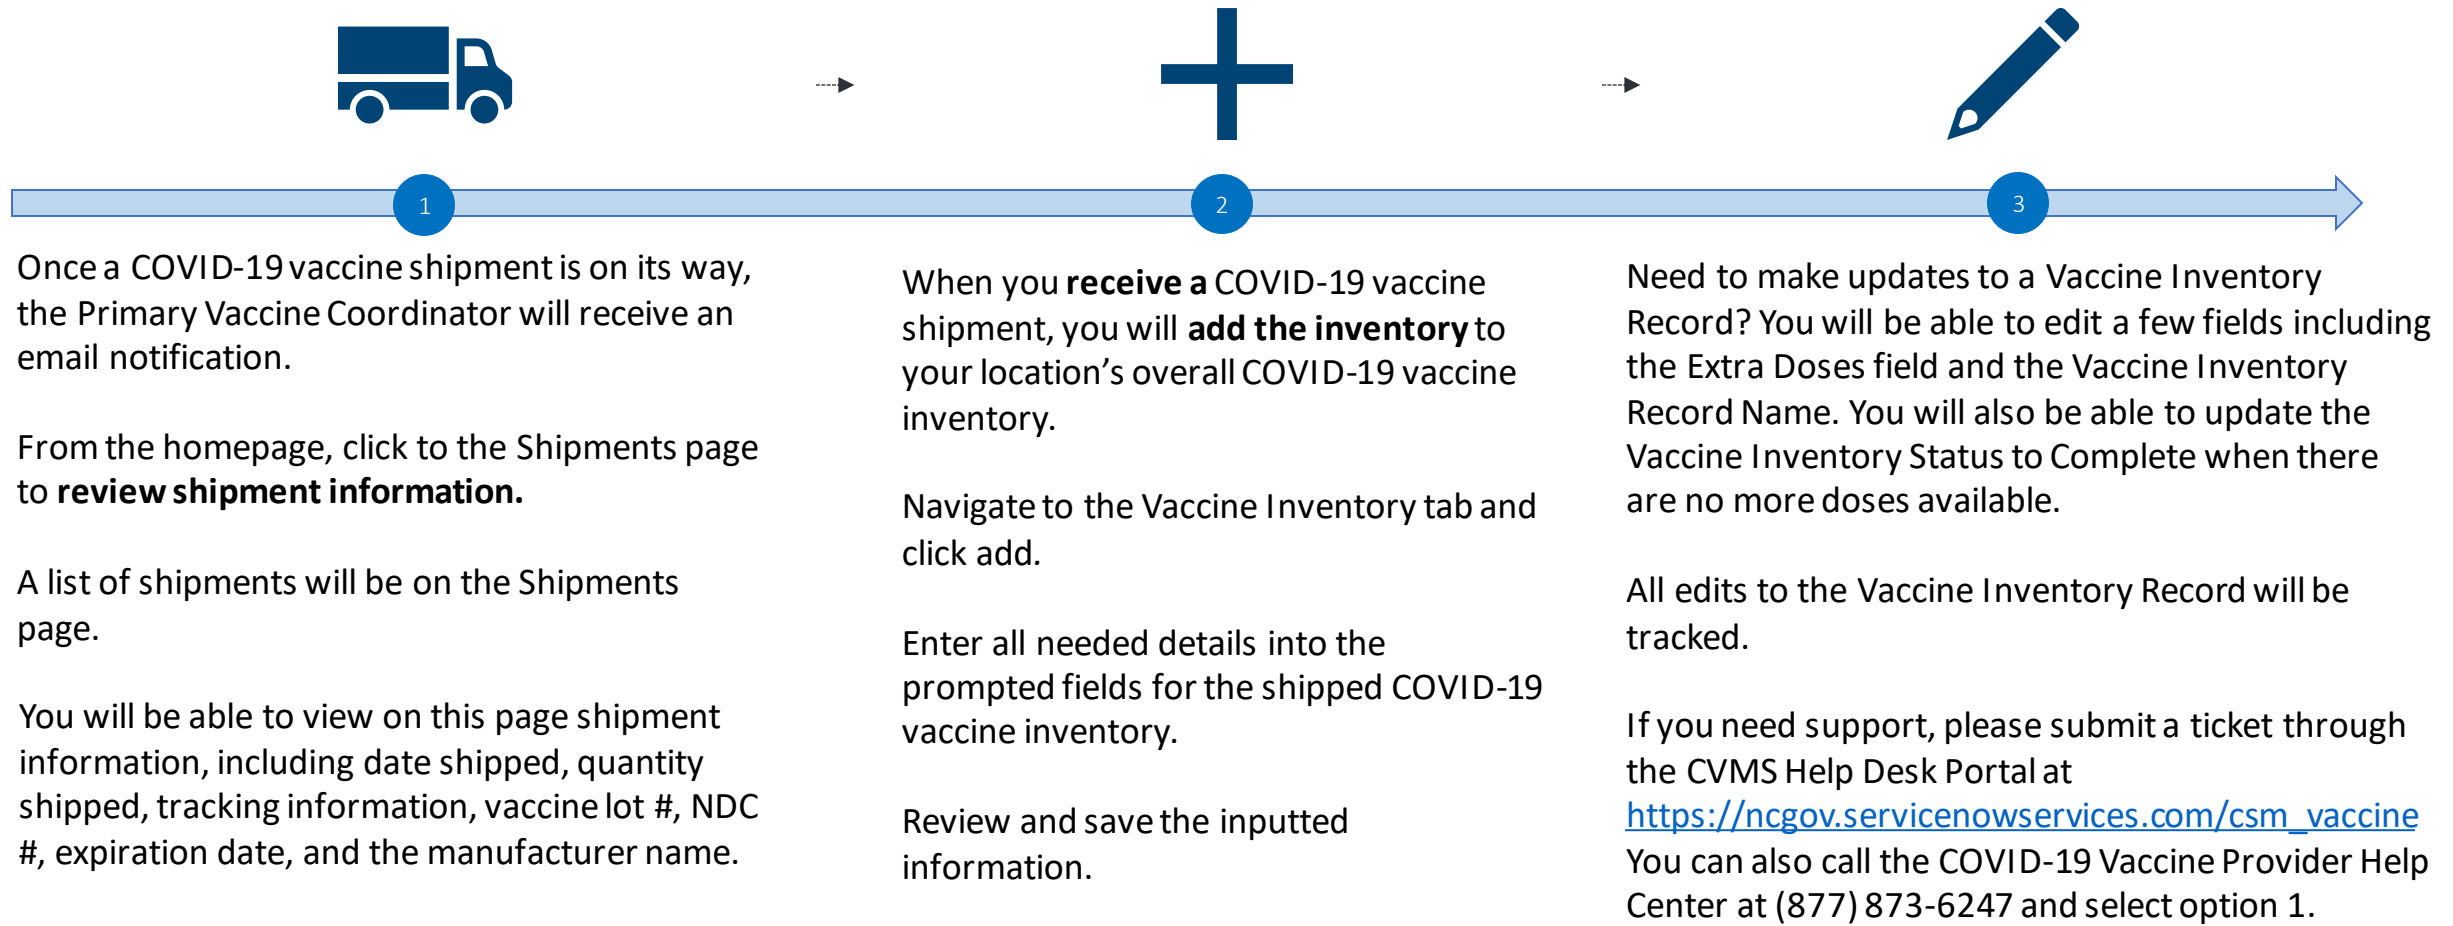 1
Once a COVID-19 vaccine shipment is on its way,
the Primary Vaccine Coordinator will receive an
email notification.
From the homepage, click to the Shipments page
to review shipment information.
A list of shipments will be on the Shipments
page.
You will be able to view on this page shipment
information, including date shipped, quantity
shipped, tracking information, vaccine lot #, NDC
#, expiration date, and the manufacturer name.
2
When you receive a COVID-19 vaccine
shipment, you will add the inventory to
your location’s overall COVID-19 vaccine
inventory.
Navigate to the Vaccine Inventory tab and
click add.
Enter all needed details into the
prompted fields for the shipped COVID-19
vaccine inventory.
Review and save the inputted
information.
3
Need to make updates to a Vaccine Inventory
Record? You will be able to edit a few fields including
the Extra Doses field and the Vaccine Inventory
Record Name. You will also be able to update the
Vaccine Inventory Status to Complete when there
are no more doses available.
All edits to the Vaccine Inventory Record will be
tracked.
If you need support, please submit a ticket through
the CVMS Help Desk Portal at
https://ncgov.servicenowservices.com/csm_vaccine
You can also call the COVID-19 Vaccine Provider Help
Center at (877) 873-6247 and select option 1.